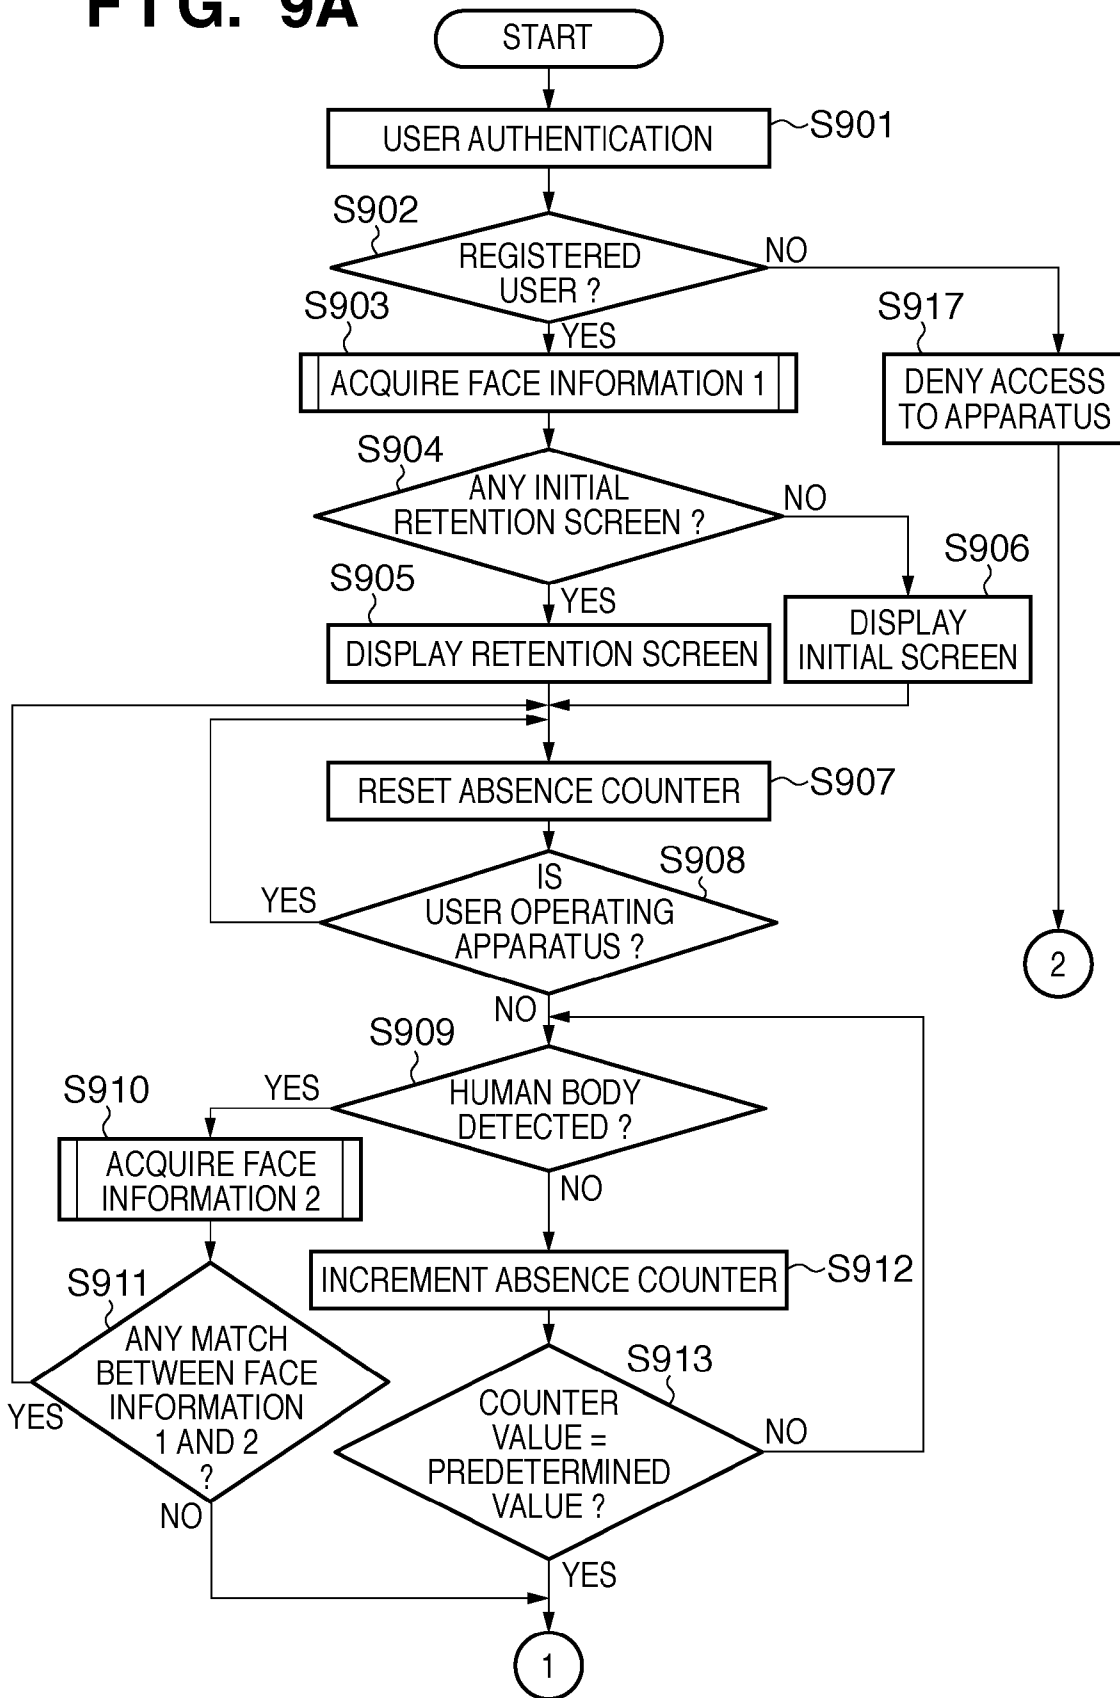 FIG. 9A
START
USER AUTHENTICATION
S901
S902
REGISTERED
USER ?
NO
YES
S903
ACQUIRE FACE INFORMATION 1
S917
DENY ACCESS
TO APPARATUS
S904
ANY INITIAL
RETENTION SCREEN ?
NO
YES
S905
DISPLAY RETENTION SCREEN
S906
DISPLAY
INITIAL SCREEN
RESET ABSENCE COUNTER
S907
S908
IS
USER OPERATING
APPARATUS ?
YES
NO
2
S909
HUMAN BODY
DETECTED ?
YES
NO
S910
ACQUIRE FACE
INFORMATION 2
S911
ANY MATCH
BETWEEN FACE
INFORMATION
1 AND 2
?
YES
NO
INCREMENT ABSENCE COUNTER
S912
S913
COUNTER
VALUE =
PREDETERMINED
VALUE ?
NO
YES
1